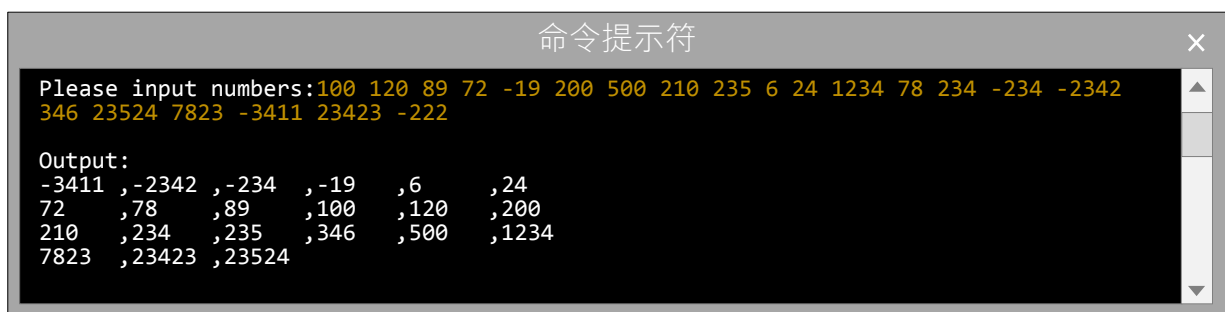 命令提示符
Please input numbers:100 120 89 72 -19 200 500 210 235 6 24 1234 78 234 -234 -2342
346 23524 7823 -3411 23423 -222
Output:
-3411 ,-2342 ,-234 ,-19 ,6 ,24
72 ,78 ,89 ,100 ,120 ,200
210 ,234 ,235 ,346 ,500 ,1234
7823 ,23423 ,23524